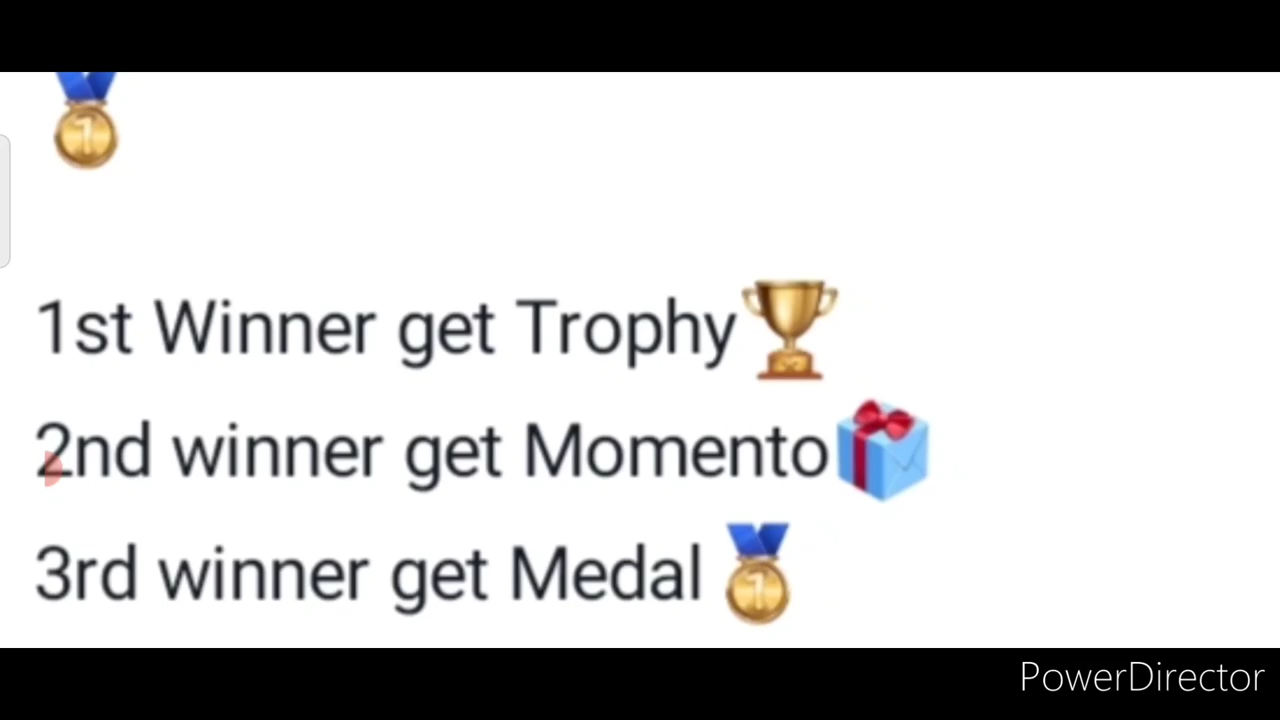 1st Winner get Trophy🏆
2nd winner get Momento🎁
3rd winner get Medal 🥇
PowerDirector